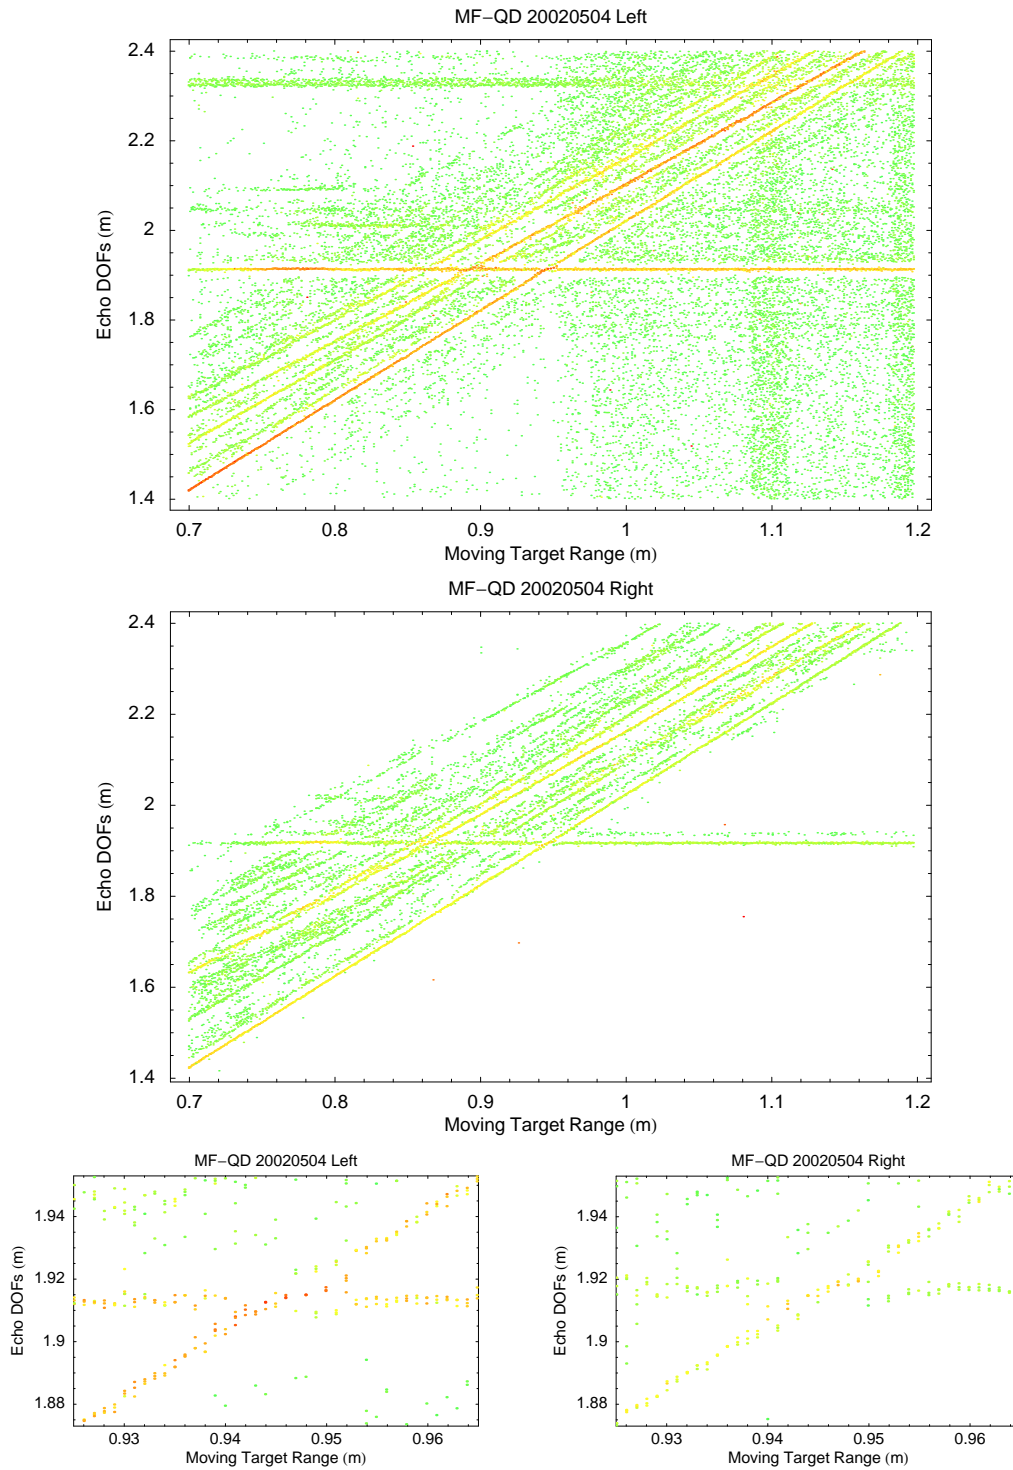 MF−QD 20020504 Left
2.4
2.2
2
1.8
1.6
1.4
Echo DOFs (m)
0.7 0.8 0.9 1 1.1 1.2
Moving Target Range (m)
MF−QD 20020504 Right
2.4
2.2
2
1.8
1.6
1.4
Echo DOFs (m)
0.7 0.8 0.9 1 1.1 1.2
Moving Target Range (m)
MF−QD 20020504 Left
1.94
1.92
1.9
1.88
Echo DOFs (m)
0.93 0.94 0.95 0.96
Moving Target Range (m)
MF−QD 20020504 Right
1.94
1.92
1.9
1.88
Echo DOFs (m)
0.93 0.94 0.95 0.96
Moving Target Range (m)